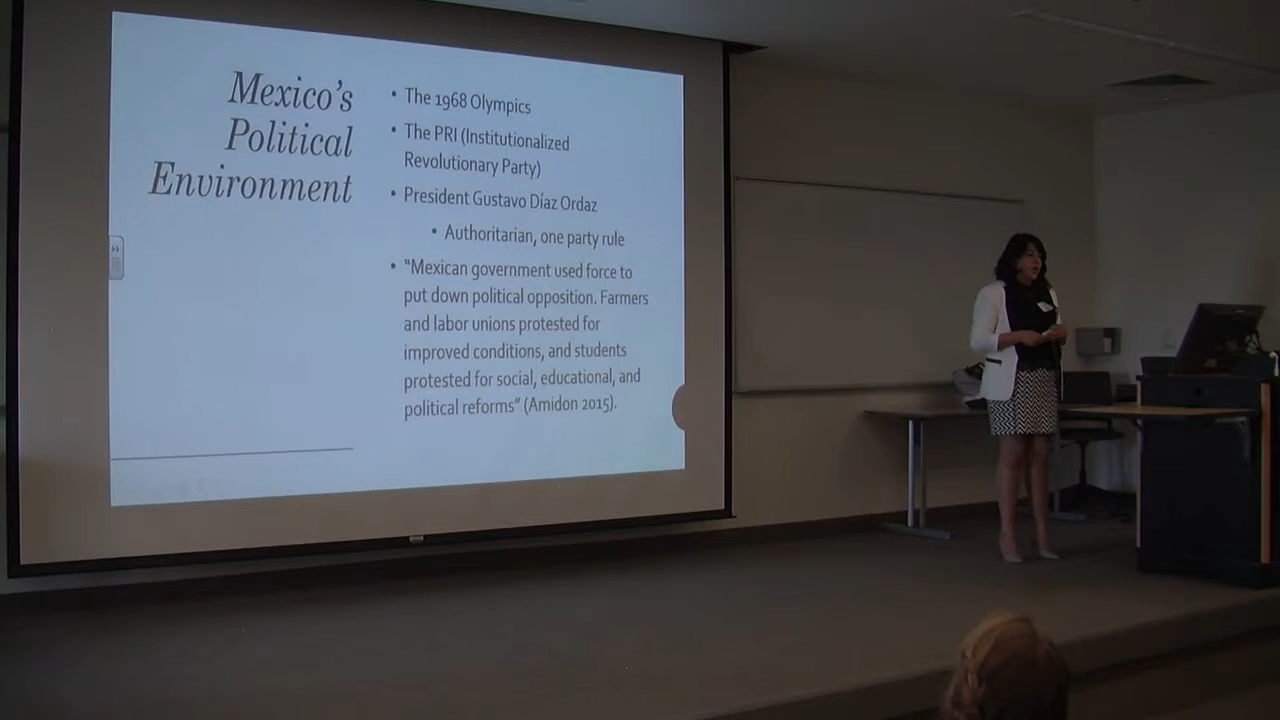 Mexico's
Political
Environment
• The 1968 Olympics
• The PRI (Institutionalized
Revolutionary Party)
• President Gustavo Díaz Ordaz
• Authoritarian, one party rule
• "Mexican government used force to
put down political opposition. Farmers
and labor unions protested for
improved conditions, and students
protested for social, educational, and
political reforms" (Amidon 2015).